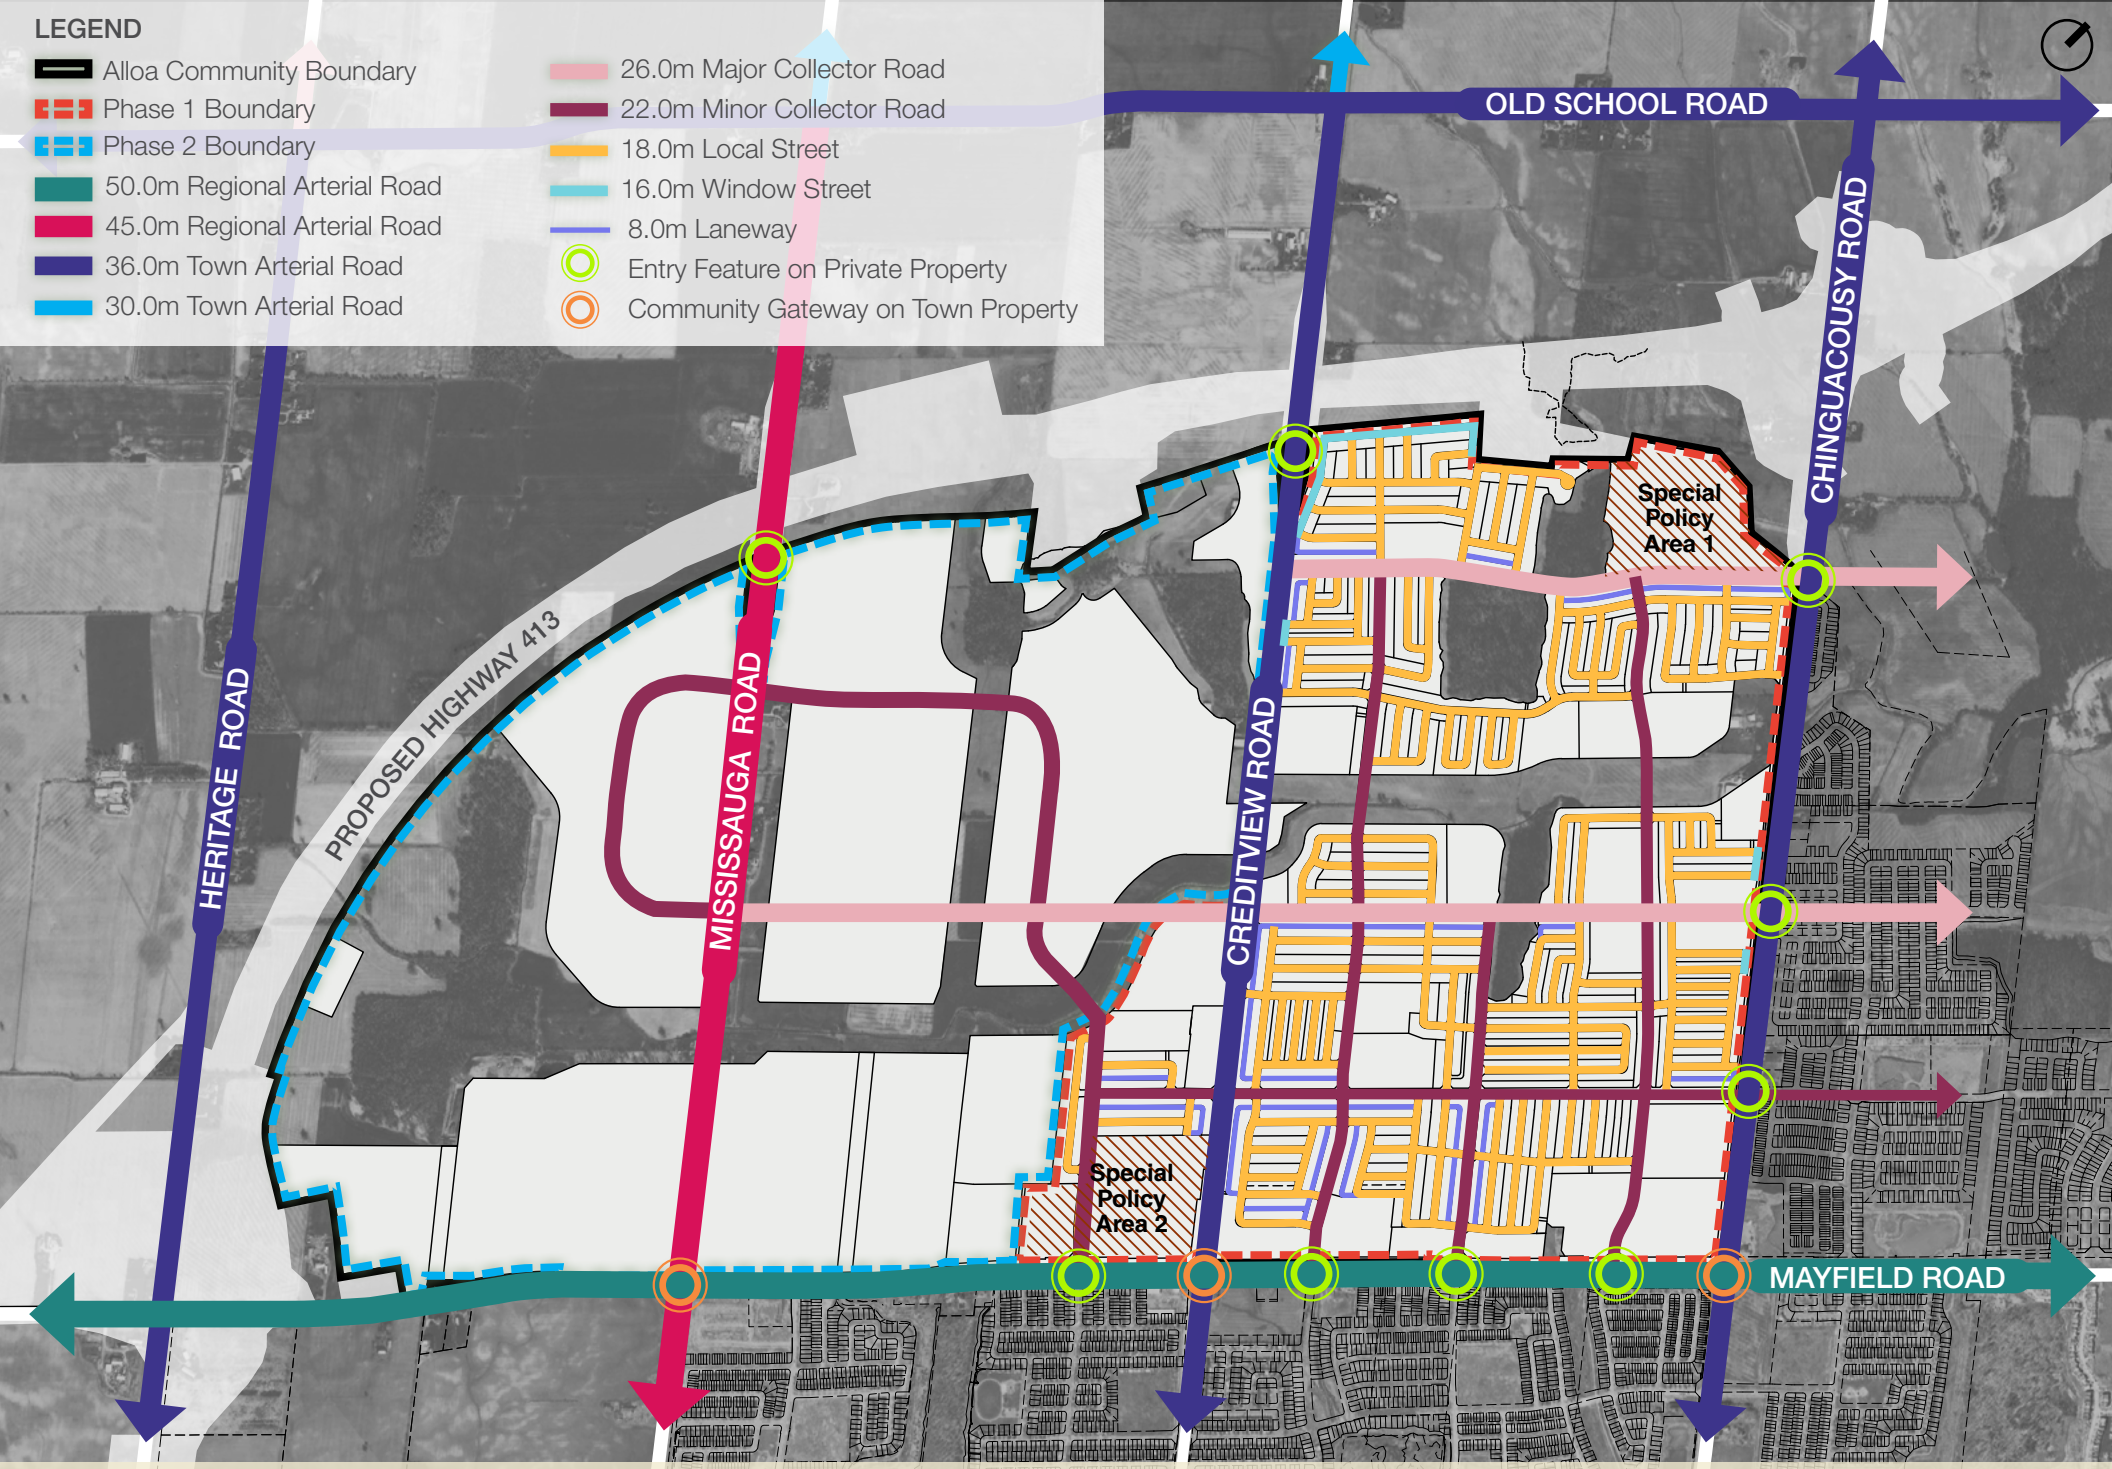 LEGEND
Alloa Community Boundary
Phase 1 Boundary
Phase 2 Boundary
50.0m Regional Arterial Road
45.0m Regional Arterial Road
36.0m Town Arterial Road
30.0m Town Arterial Road
26.0m Major Collector Road
22.0m Minor Collector Road
18.0m Local Street
16.0m Window Street
8.0m Laneway
Entry Feature on Private Property
Community Gateway on Town Property
OLD SCHOOL ROAD
CHINGUACOUSY ROAD
Special
Policy
Area 1
PROPOSED HIGHWAY 413
HERITAGE ROAD
MISSISSAUGA ROAD
CREDITVIEW ROAD
Special
Policy
Area 2
MAYFIELD ROAD